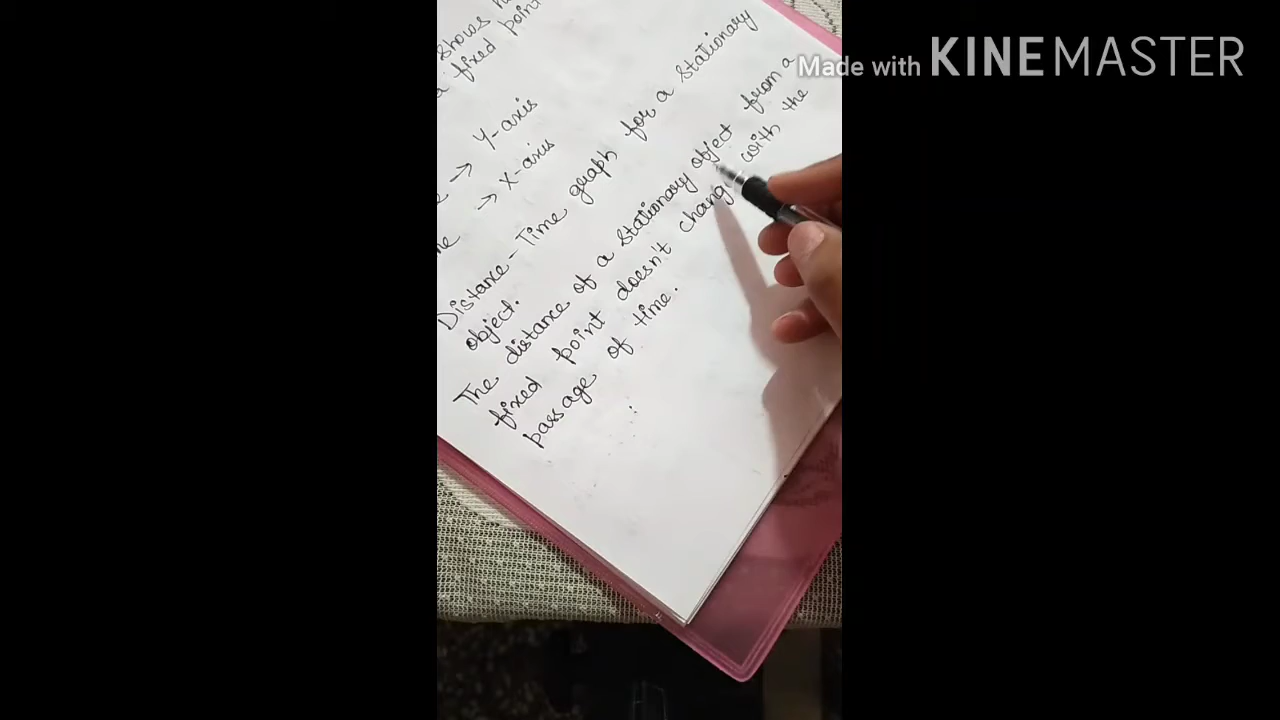 Made with KINEMASTER
shows
a fixed point
→ Y-axis
→ X-axis
Distance - Time graph for a stationary
object.
The distance of a stationary object from a
fixed point doesn't chang with the
passage of time.